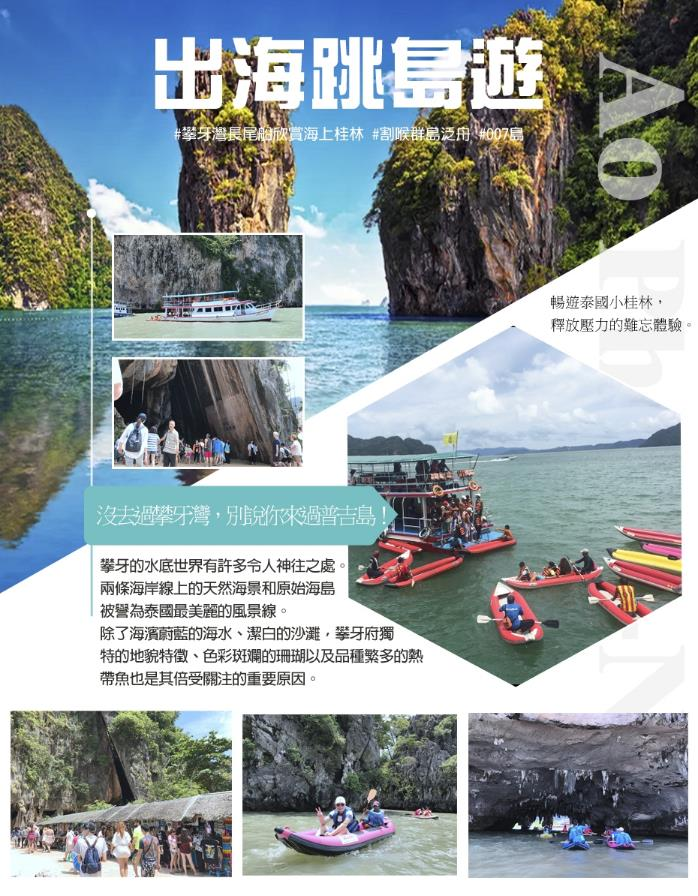 出海跳島遊
#攀牙灣長尾船欣賞海上桂林 #割喉群島泛舟 #007島
Ao Ph
暢遊泰國小桂林，
釋放壓力的難忘體驗。
沒去過攀牙灣，別說你來過普吉島！
攀牙的水底世界有許多令人神往之處。
兩條海岸線上的天然海景和原始海島
被譽為泰國最美麗的風景線。
除了海濱蔚藍的海水、潔白的沙灘，攀牙府獨
特的地貌特徵、色彩斑斕的珊瑚以及品種繁多的熱
帶魚也是其倍受關注的重要原因。